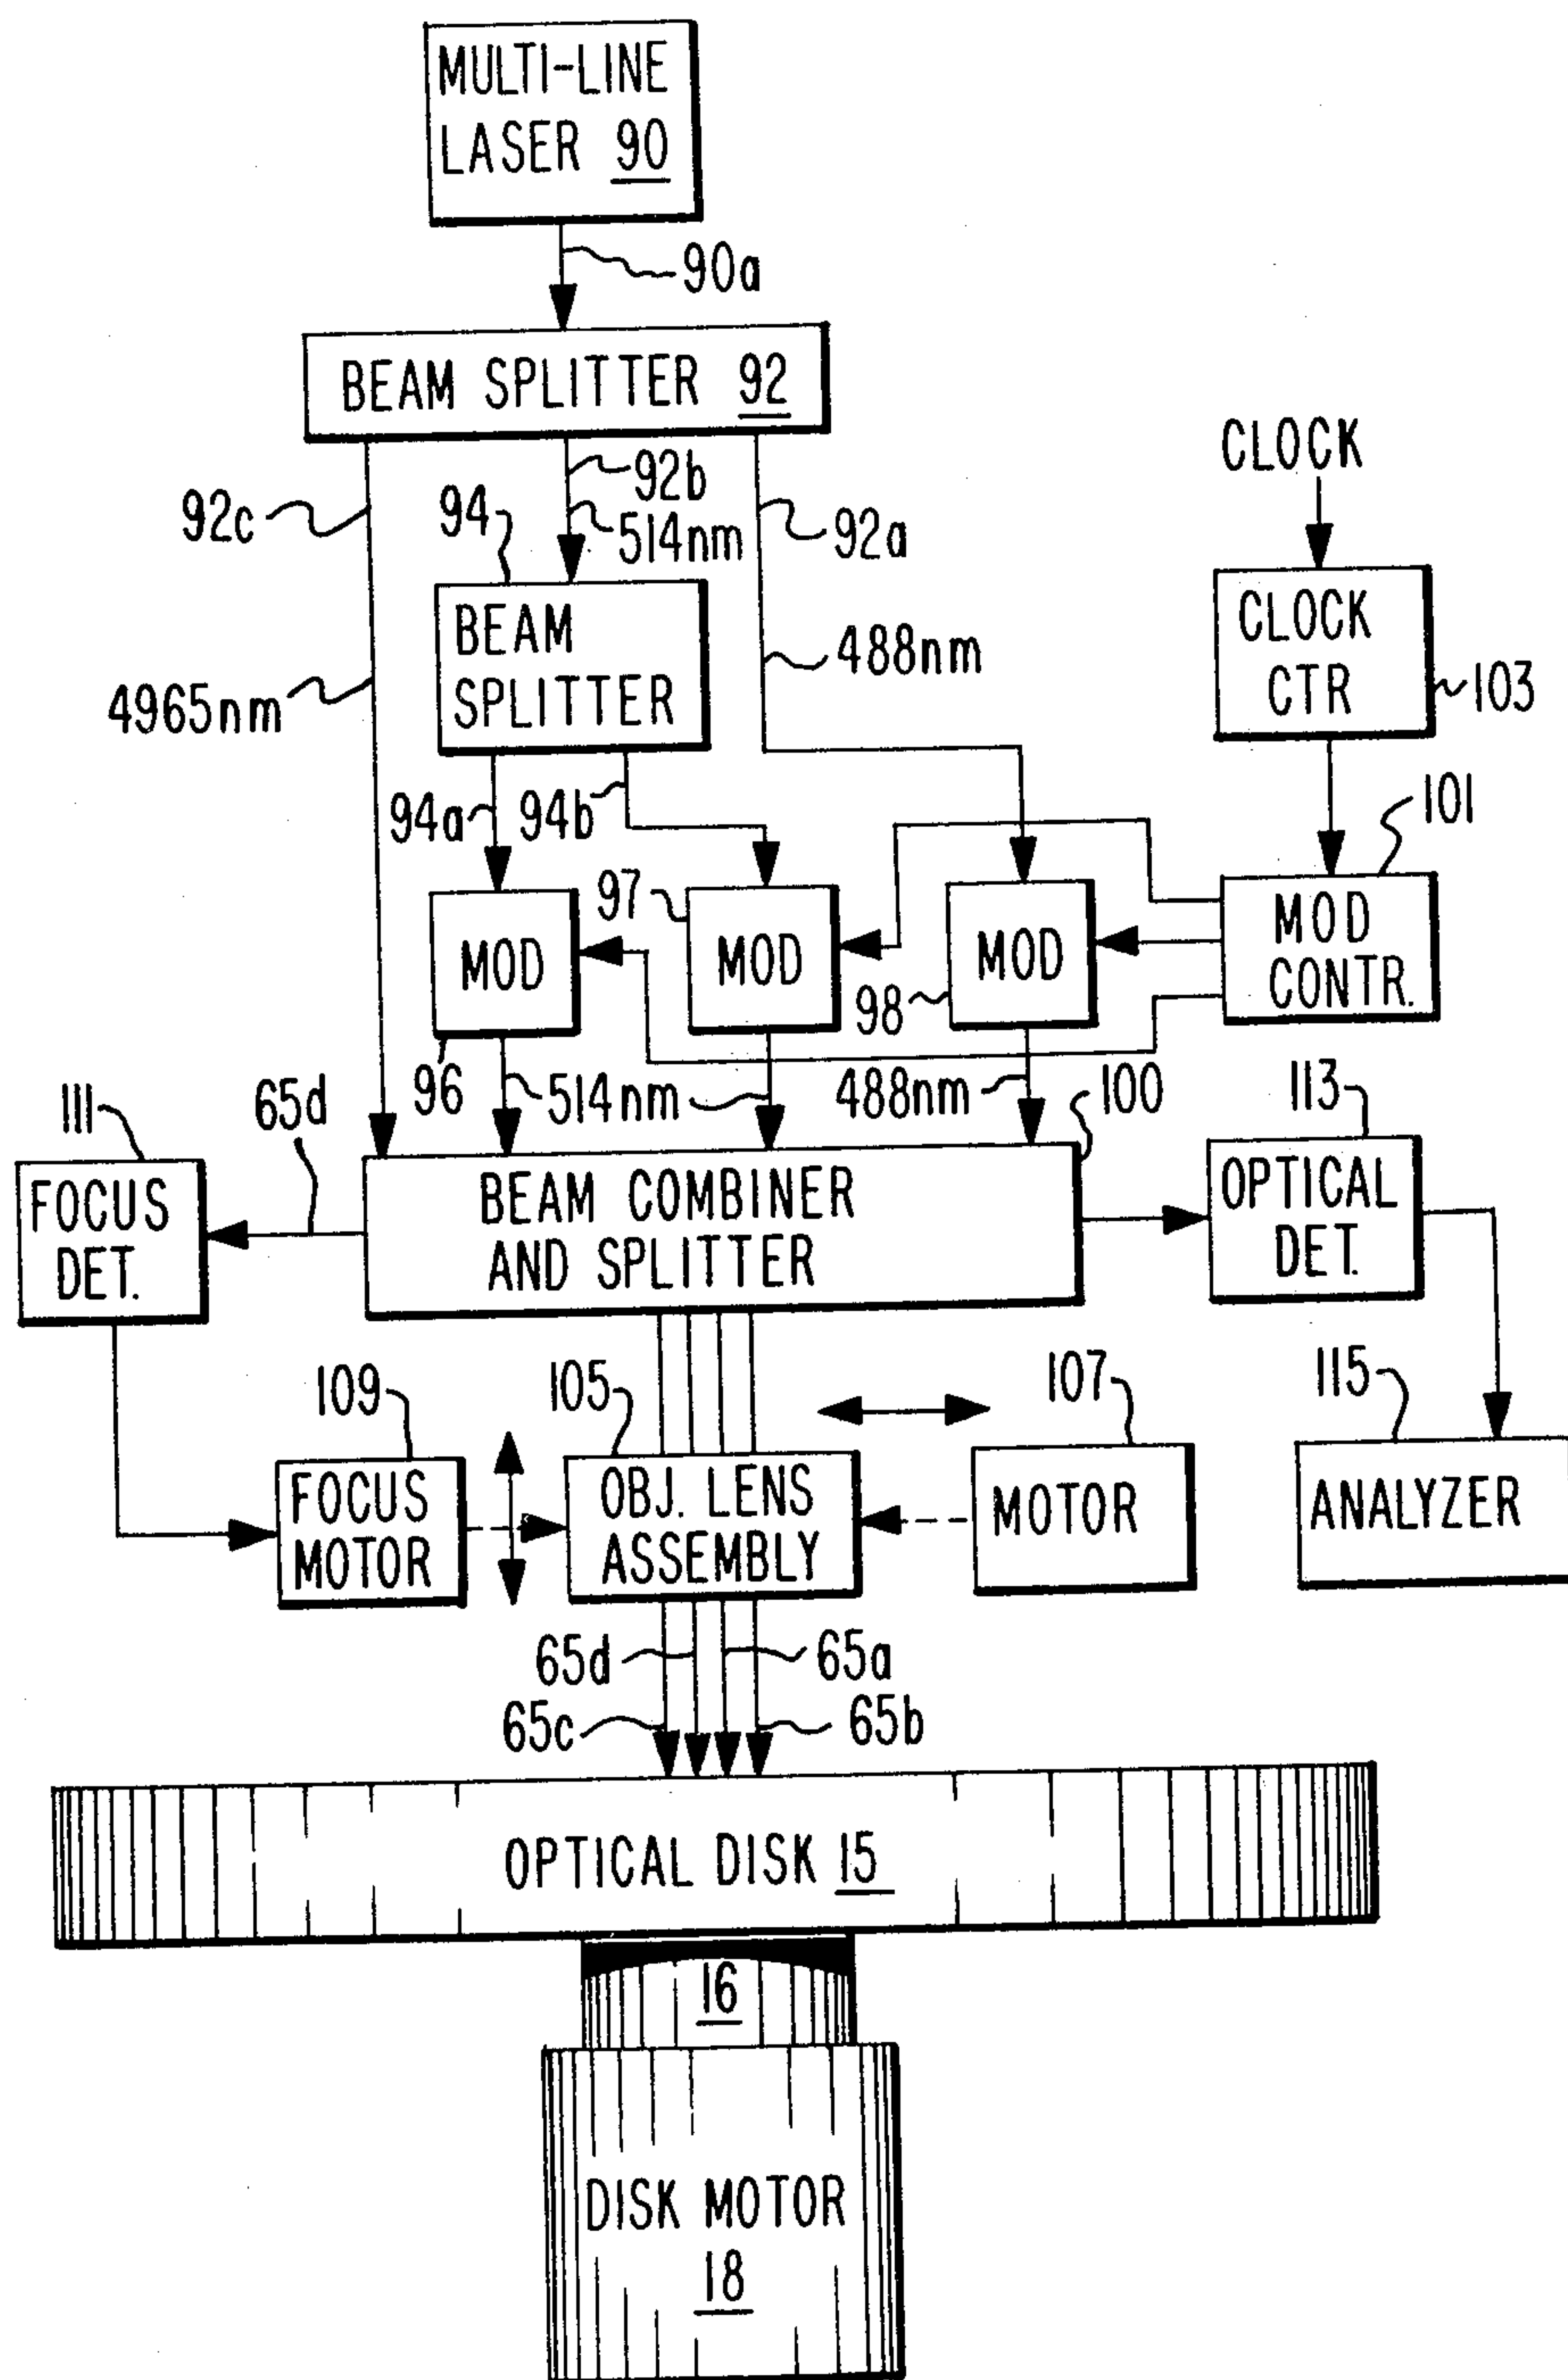 MULTI-LINE
LASER 90
90a
BEAM SPLITTER 92
CLOCK
92c
94
92b
514nm
92a
BEAM
SPLITTER
488nm
4965nm
CLOCK
CTR
103
94a
94b
101
97
MOD
MOD
MOD
MOD
CONTR.
98
96
514nm
488nm
100
113
111
65d
FOCUS
DET.
BEAM COMBINER
AND SPLITTER
OPTICAL
DET.
109
105
107
115
FOCUS
MOTOR
OBJ. LENS
ASSEMBLY
MOTOR
ANALYZER
65d
65a
65c
65b
OPTICAL DISK 15
16
DISK MOTOR
18